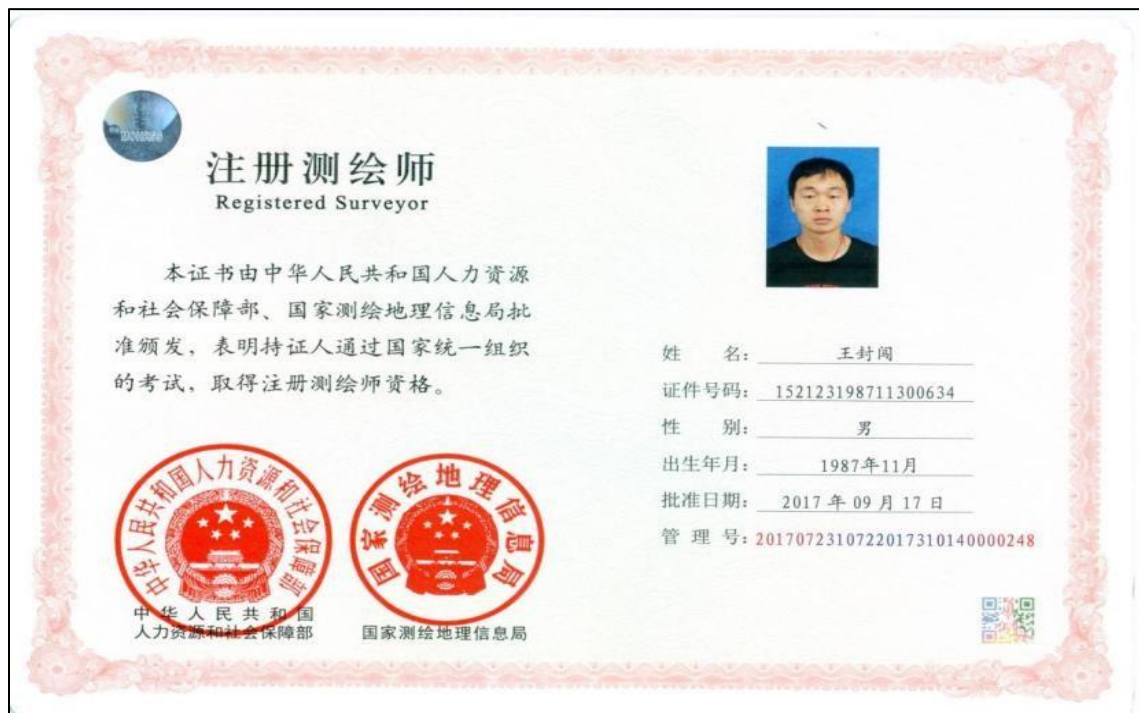 注册测绘师
Registered Surveyor
本证书由中华人民共和国人力资源
和社会保障部、国家测绘地理信息局批
准颁发，表明持证人通过国家统一组织
的考试，取得注册测绘师资格。
中华人民共和国人力资源和社会保障部
国家测绘地理信息局
中华人民共和国
人力资源和社会保障部
国家测绘地理信息局
姓 名：王封闯
证件号码：152123198711300634
性 别：男
出生年月：1987年11月
批准日期：2017 年 09 月 17 日
管 理 号：2017072310722017310140000248